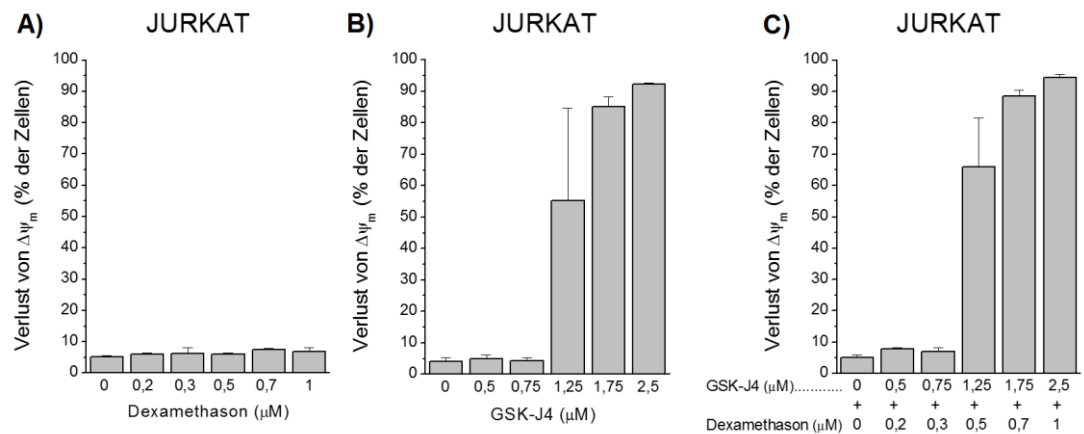 A) JURKAT
Verlust von Δψm (% der Zellen)
100
90
80
70
60
50
40
30
20
10
0
0 0,2 0,3 0,5 0,7 1
Dexamethason (µM)
B) JURKAT
Verlust von Δψm (% der Zellen)
100
90
80
70
60
50
40
30
20
10
0
0 0,5 0,75 1,25 1,75 2,5
GSK-J4 (µM)
C) JURKAT
Verlust von Δψm (% der Zellen)
100
90
80
70
60
50
40
30
20
10
0
GSK-J4 (µM)............ 0 0,5 0,75 1,25 1,75 2,5
+ + + + + +
Dexamethason (µM) 0 0,2 0,3 0,5 0,7 1